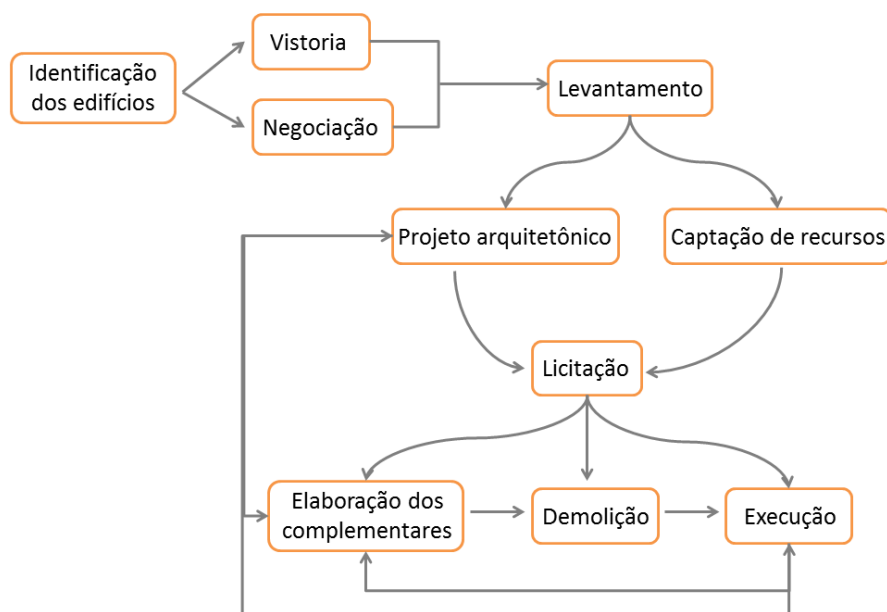 Vistoria
Identificação
dos edifícios
Negociação
Levantamento
Projeto arquitetônico
Captação de recursos
Licitação
Elaboração dos
complementares
Demolição
Execução